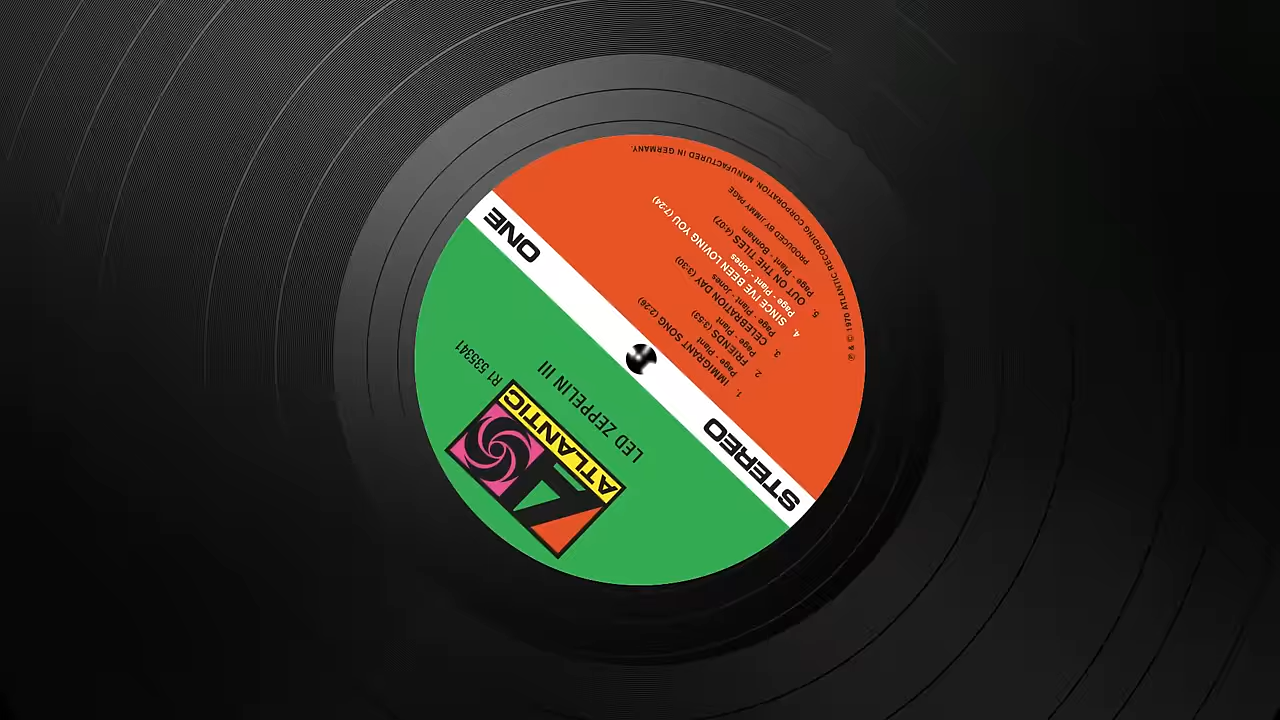 ATLANTIC
R1 535341
LED ZEPPELIN III
STEREO
ONE
1. IMMIGRANT SONG (2:26)
Page - Plant
2. FRIENDS (3:53)
Page - Plant
3. CELEBRATION DAY (3:30)
Page - Plant - Jones
4. SINCE I'VE BEEN LOVING YOU (7:24)
Page - Plant - Jones
5. OUT ON THE TILES (4:07)
Page - Plant - Bonham
PRODUCED BY JIMMY PAGE
℗ & © 1970 ATLANTIC RECORDING CORPORATION. MANUFACTURED IN GERMANY.